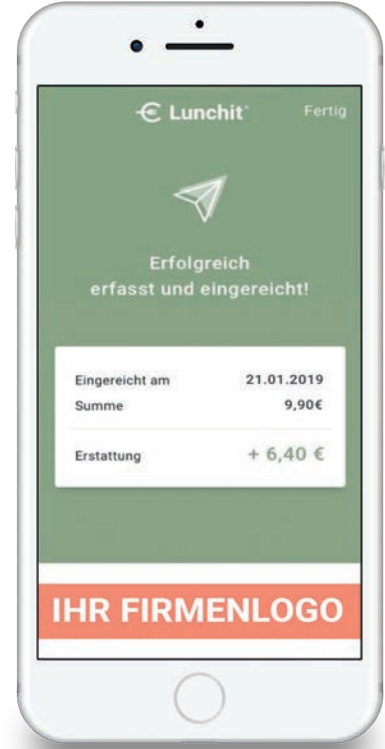 Lunchit®
Fertig
Erfolgreich
erfasst und eingereicht!
Eingereicht am 21.01.2019
Summe 9,90€
Erstattung + 6,40 €
IHR FIRMENLOGO